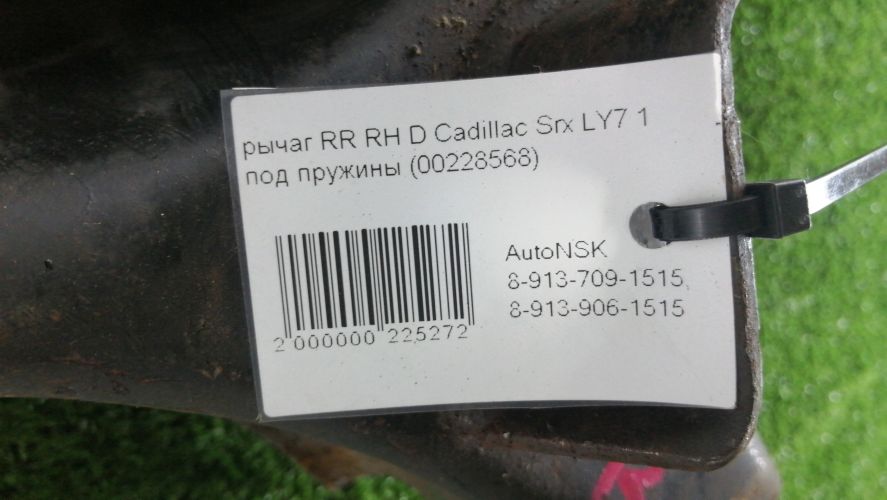 рычаг RR RH D Cadillac Srx LY7 1
под пружины (00228568)
2 000000 225272
AutoNSK
8-913-709-1515,
8-913-906-1515